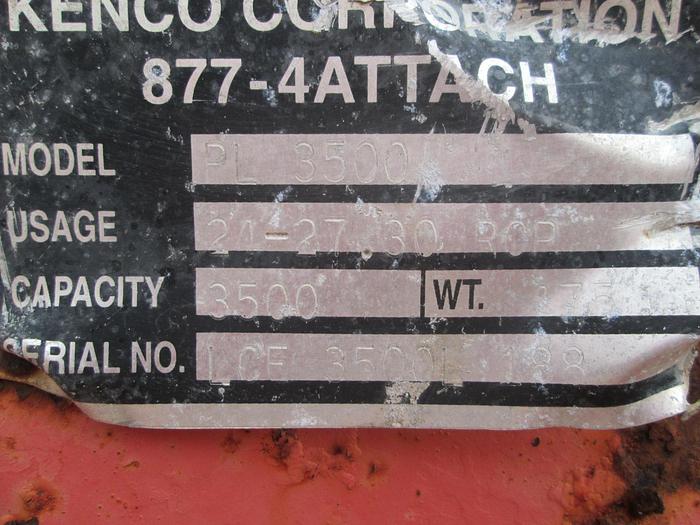 KENCO CORPORATION
877-4ATTACH
MODEL PL 3500
USAGE 24-27,30 RCP
CAPACITY 3500 WT. 175
SERIAL NO. 3500L 188